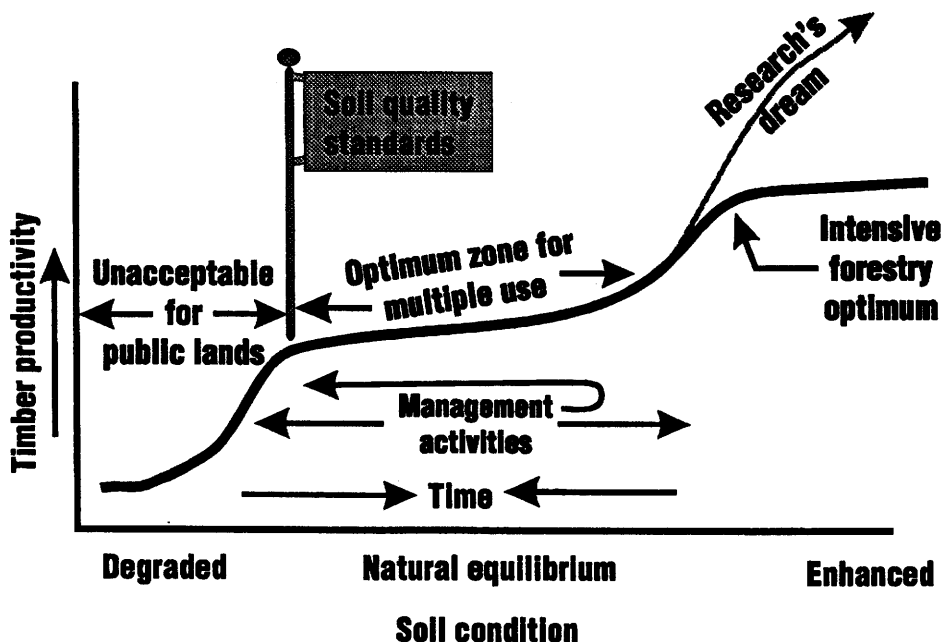 Research's
dream
Soil quality
standards
Timber productivity
Unacceptable
for
public lands
Optimum zone for
multiple use
Intensive
forestry
optimum
Management
activities
Time
Degraded
Natural equilibrium
Enhanced
Soil condition